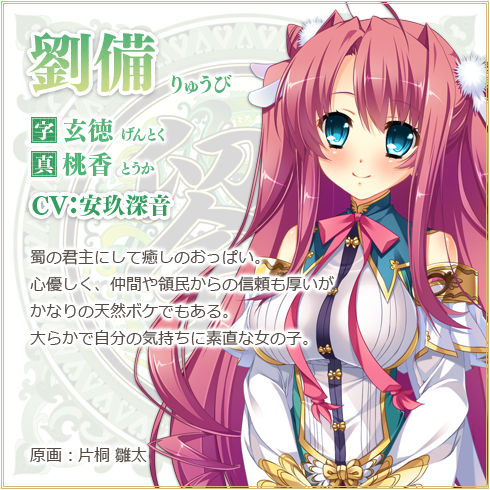 劉備 りゅうび
字 玄徳 げんとく
真 桃香 とうか
CV:安玖深音
蜀の君主にして癒しのおっぱい。
心優しく、仲間や領民からの信頼も厚いが
かなりの天然ボケでもある。
大らかで自分の気持ちに素直な女の子。
原画：片桐 雛太